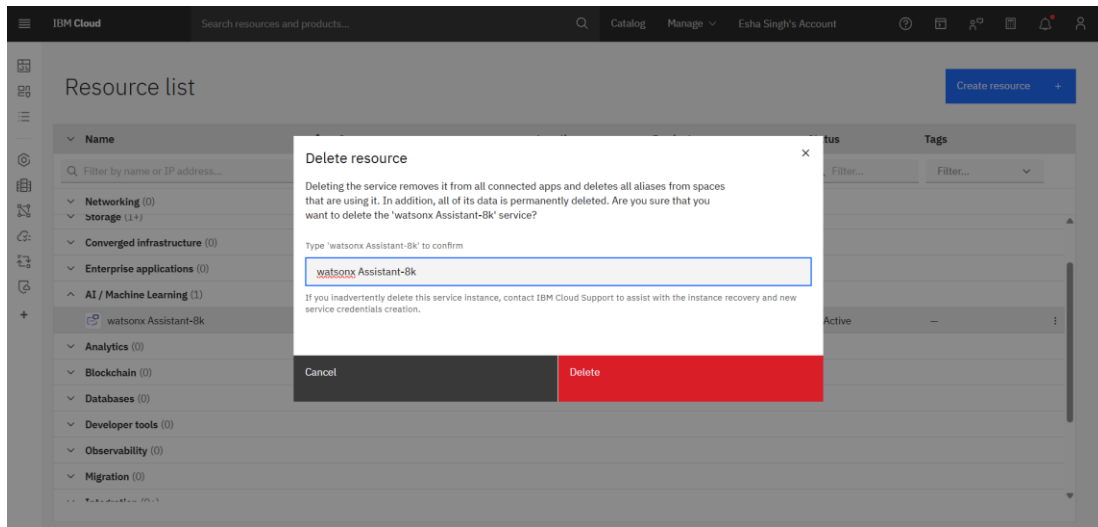 IBM Cloud
Search resources and products...
Catalog
Manage
Esha Singh's Account
Resource list
Create resource +
Name
tus
Tags
Filter by name or IP address...
Filter...
Filter...
Networking (0)
Storage (1+)
Converged infrastructure (0)
Enterprise applications (0)
AI / Machine Learning (1)
watsonx Assistant-8k
Active
–
Analytics (0)
Blockchain (0)
Databases (0)
Developer tools (0)
Observability (0)
Migration (0)
Delete resource
Deleting the service removes it from all connected apps and deletes all aliases from spaces
that are using it. In addition, all of its data is permanently deleted. Are you sure that you
want to delete the 'watsonx Assistant-8k' service?
Type 'watsonx Assistant-8k' to confirm
watsonx Assistant-8k
If you inadvertently delete this service instance, contact IBM Cloud Support to assist with the instance recovery and new
service credentials creation.
Cancel
Delete